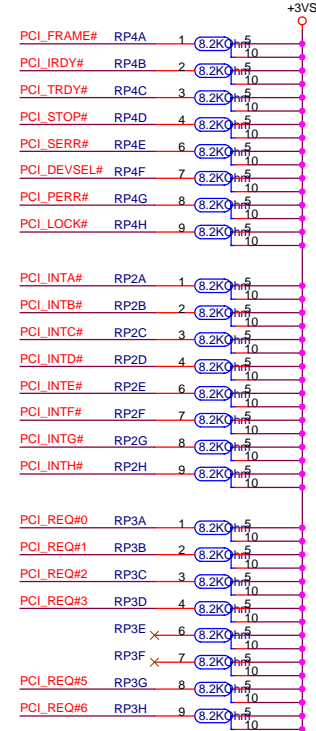 +3VS
PCI_FRAME# RP4A 1 8.2KOhm 5
10
PCI_IRDY# RP4B 2 8.2KOhm 5
10
PCI_TRDY# RP4C 3 8.2KOhm 5
10
PCI_STOP# RP4D 4 8.2KOhm 5
10
PCI_SERR# RP4E 6 8.2KOhm 5
10
PCI_DEVSEL# RP4F 7 8.2KOhm 5
10
PCI_PERR# RP4G 8 8.2KOhm 5
10
PCI_LOCK# RP4H 9 8.2KOhm 5
10
PCI_INTA# RP2A 1 8.2KOhm 5
10
PCI_INTB# RP2B 2 8.2KOhm 5
10
PCI_INTC# RP2C 3 8.2KOhm 5
10
PCI_INTD# RP2D 4 8.2KOhm 5
10
PCI_INTE# RP2E 6 8.2KOhm 5
10
PCI_INTF# RP2F 7 8.2KOhm 5
10
PCI_INTG# RP2G 8 8.2KOhm 5
10
PCI_INTH# RP2H 9 8.2KOhm 5
10
PCI_REQ#0 RP3A 1 8.2KOhm 5
10
PCI_REQ#1 RP3B 2 8.2KOhm 5
10
PCI_REQ#2 RP3C 3 8.2KOhm 5
10
PCI_REQ#3 RP3D 4 8.2KOhm 5
10
RP3E 6 8.2KOhm 5
10
RP3F 7 8.2KOhm 5
10
PCI_REQ#5 RP3G 8 8.2KOhm 5
10
PCI_REQ#6 RP3H 9 8.2KOhm 5
10